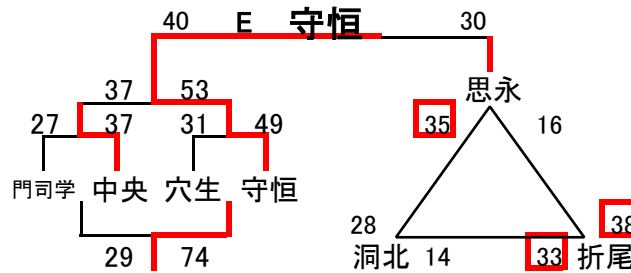 40 E 守恒 30
37 53 思永
27 37 31 49 35 16
門司学 中央 穴生 守恒
28 38
29 74 洞北 14 33 折尾